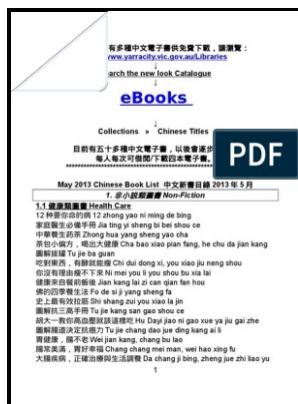 有多種中文電子書供免費下載，請瀏覽：
www.yarracity.vic.gov.au/Libraries
↓
earch the new look Catalogue
↓
eBooks
↓
Collections » Chinese Titles
目前有五十多種中文電子書，以後會逐步
每人每次可借閱/下載四本電子書，
PDF
May 2013 Chinese Book List 中文新書目錄 2013 年 5 月
1. 非小說類圖書 Non-Fiction
1.1 健康類圖書 Health Care
12 种要你命的病 12 zhong yao ni ming de bing
家庭醫生必備手冊 Jia ting yi sheng bi bei shou ce
中華養生药茶 Zhong hua yang sheng yao cha
茶包小偏方，喝出大健康 Cha bao xiao pian fang, he chu da jian kang
圖解拔罐 Tu jie ba guan
吃對東西，有酵就能瘦 Chi dui dong xi, you xiao jiu neng shou
你沒有理由瘦不下來 Ni mei you li you shou bu xia lai
健康來自餐前飯後 Jian kang lai zi can qian fan hou
佛的四季養生法 Fo de si ji yang sheng fa
史上最有效拉筋 Shi shang zui you xiao la jin
圖解抗三高手冊 Tu jie kang san gao shou ce
胡大一教你高血壓就該這樣吃 Hu Dayi jiao ni gao xue ya jiu gai zhe
圖解腸道決定抗癌力 Tu jie chang dao jue ding kang ai li
胃健康，腸不老 Wei jian kang, chang bu lao
腸常美滿，胃好幸福 Chang chang mei man, wei hao xing fu
大腸疾病，正確治療與生活調養 Da chang ji bing, zheng jue zhi liao yu
1